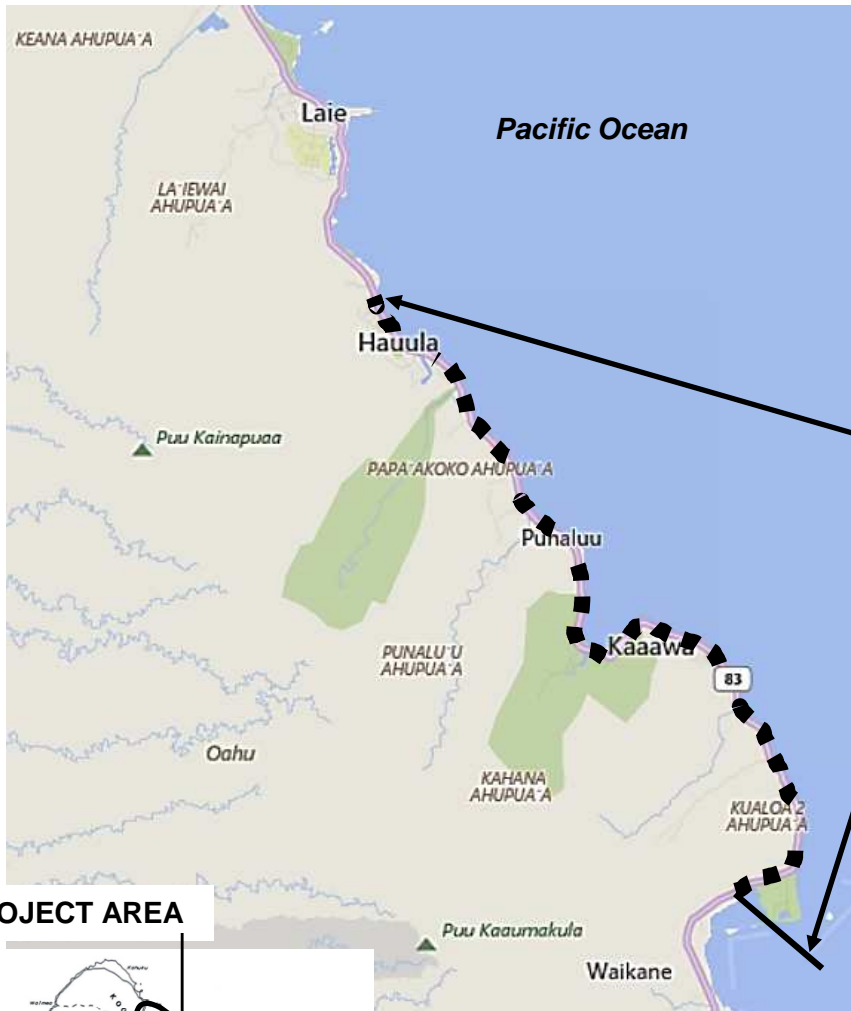 KEANA AHUPUA`A
Laie
Pacific Ocean
LA`IEWAI
AHUPUA`A
Hauula
Puu Kainapuaa
PAPA`AKOKO AHUPUA`A
Punaluu
PUNALU`U
AHUPUA`A
Kaaawa
83
Oahu
KAHANA
AHUPUA`A
KUALOA 2
AHUPUA`A
OJECT AREA
Puu Kaaumakula
Waikane
Kahuku